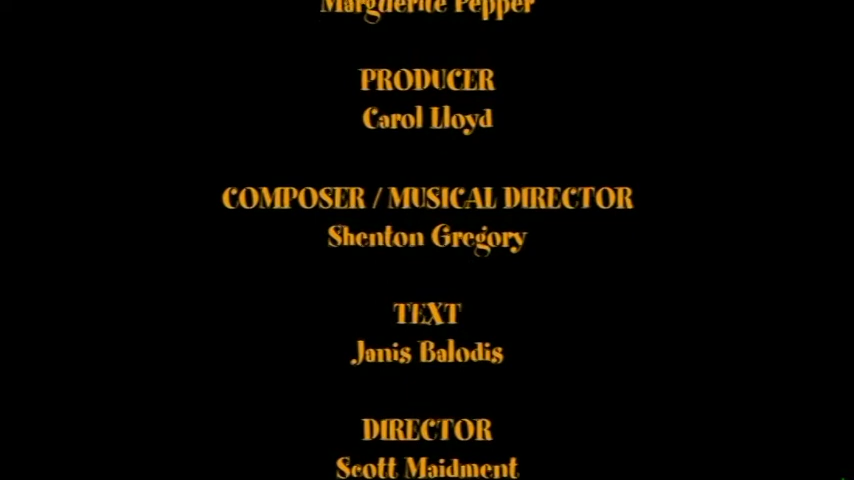 Marguerite Pepper
PRODUCER
Carol Lloyd
COMPOSER / MUSICAL DIRECTOR
Shenton Gregory
TEXT
Janis Balodis
DIRECTOR
Scott Maidment